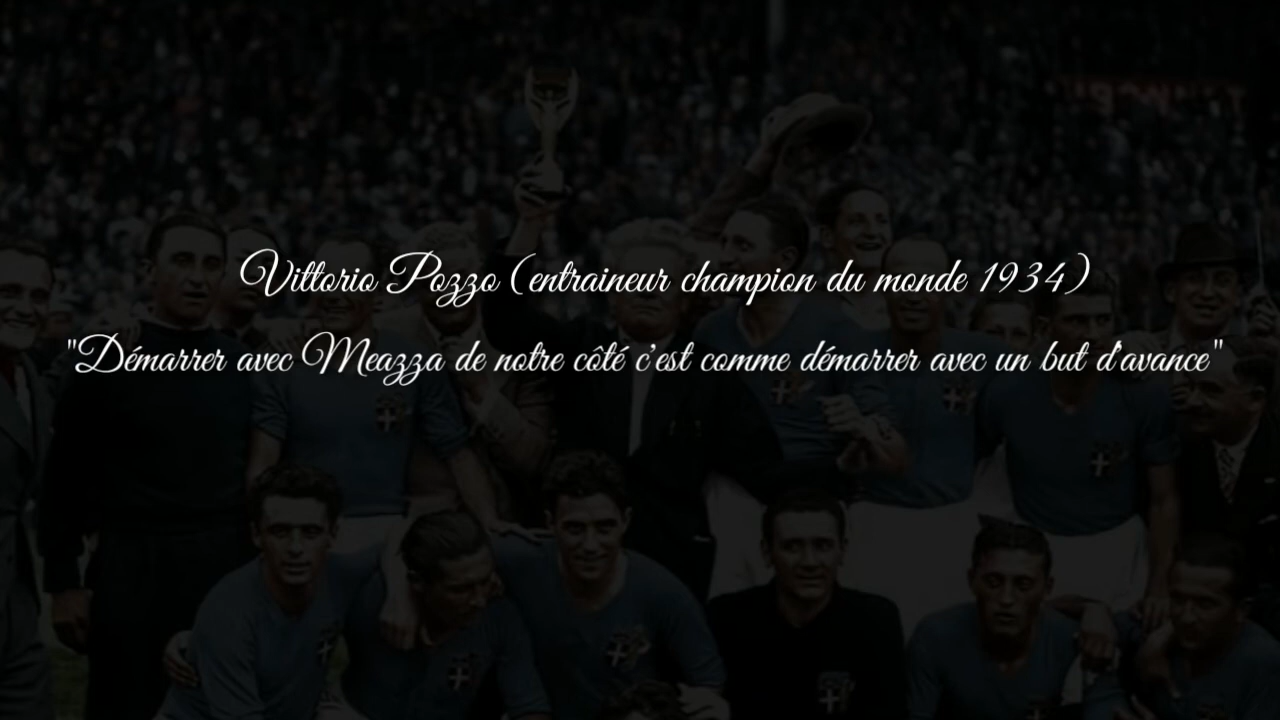 Vittorio Pozzo (entraineur champion du monde 1934)
"Démarrer avec Meazza de notre côté c'est comme démarrer avec un but d'avance"